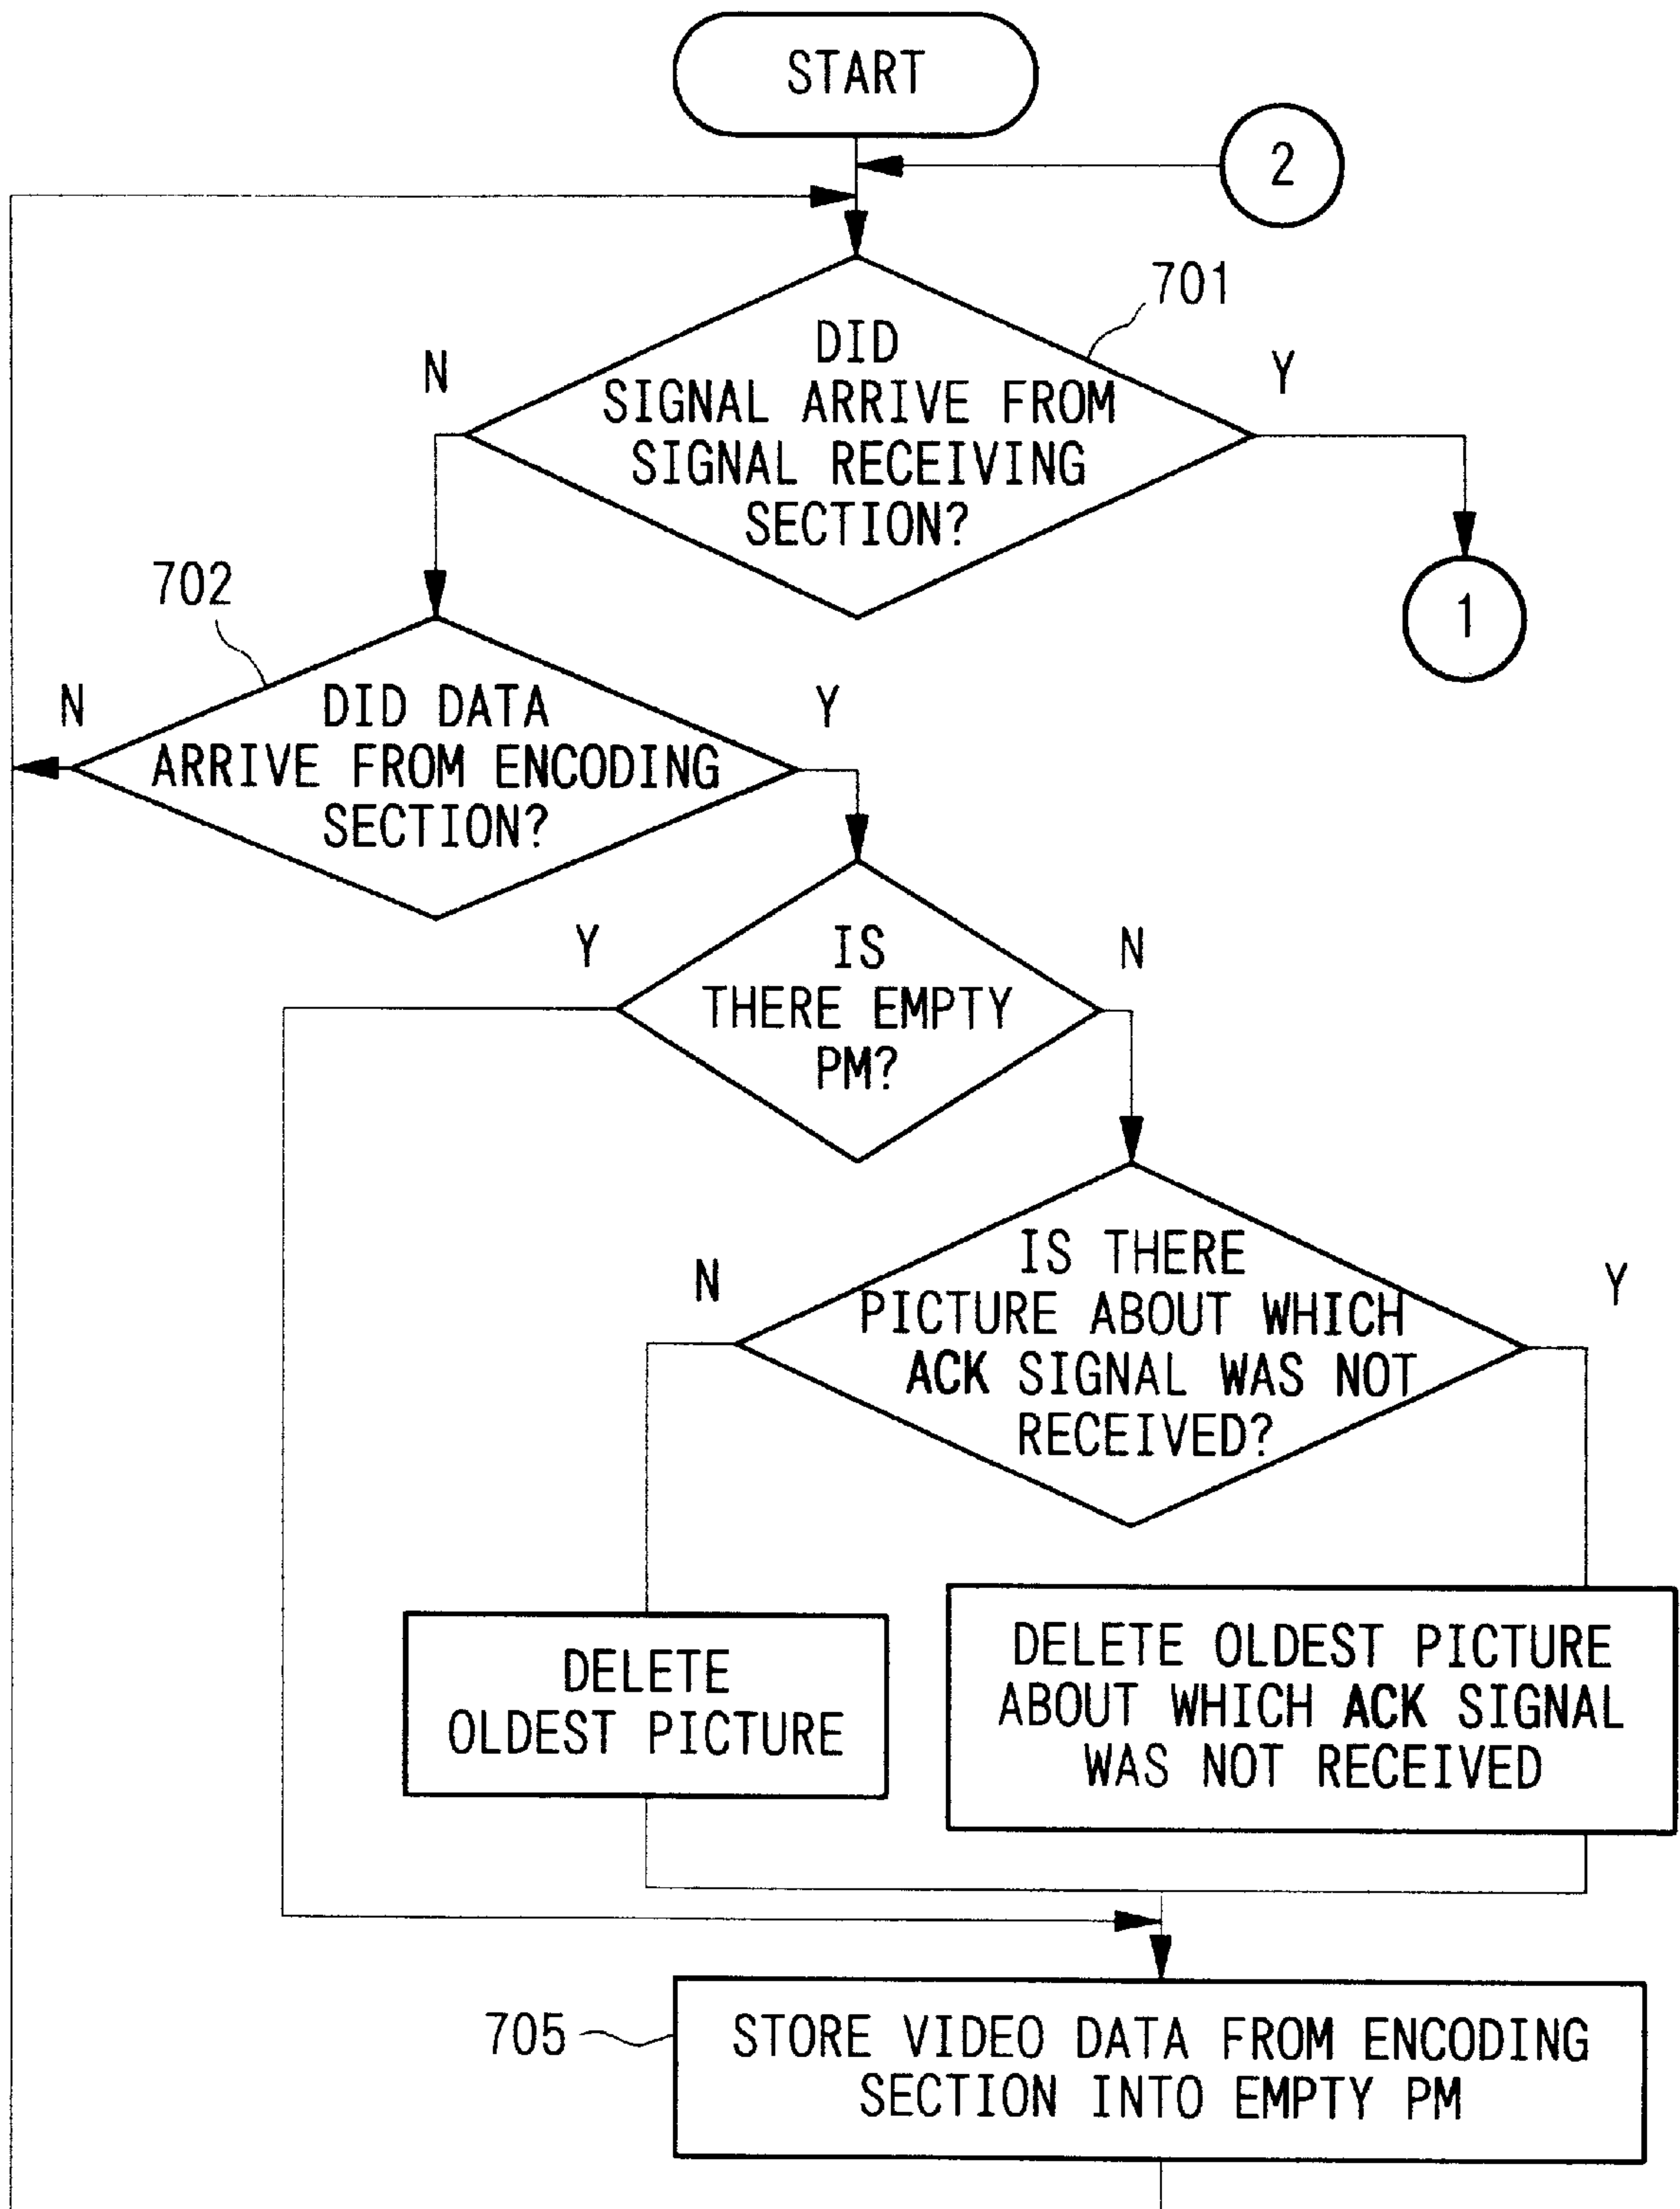 START
2
701
N
Y
DID
SIGNAL ARRIVE FROM
SIGNAL RECEIVING
SECTION?
1
702
N
Y
DID DATA
ARRIVE FROM ENCODING
SECTION?
Y
N
IS
THERE EMPTY
PM?
N
Y
IS THERE
PICTURE ABOUT WHICH
ACK SIGNAL WAS NOT
RECEIVED?
DELETE
OLDEST PICTURE
DELETE OLDEST PICTURE
ABOUT WHICH ACK SIGNAL
WAS NOT RECEIVED
705
STORE VIDEO DATA FROM ENCODING
SECTION INTO EMPTY PM